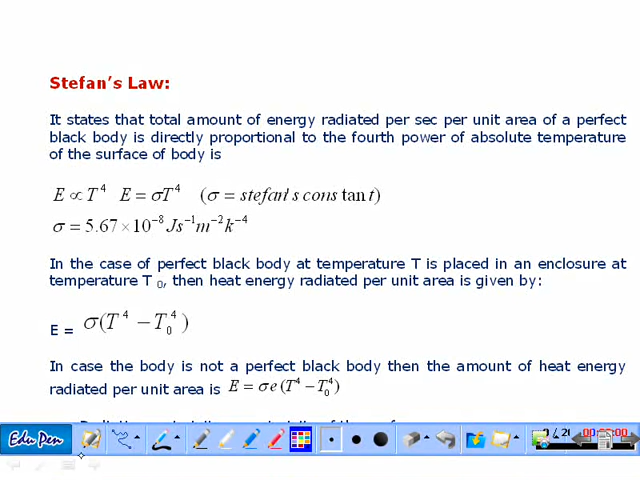 Stefan’s Law:
It states that total amount of energy radiated per sec per unit area of a perfect
black body is directly proportional to the fourth power of absolute temperature
of the surface of body is
E ∝ T⁴ E = σT⁴ (σ = stefan's cons tan t)
σ = 5.67×10⁻⁸ Js⁻¹m⁻²k⁻⁴
In the case of perfect black body at temperature T is placed in an enclosure at
temperature T ₀, then heat energy radiated per unit area is given by:
E = σ(T⁴ − T₀⁴)
In case the body is not a perfect black body then the amount of heat energy
radiated per unit area is E = σe(T⁴ − T₀⁴)
Edu Pen